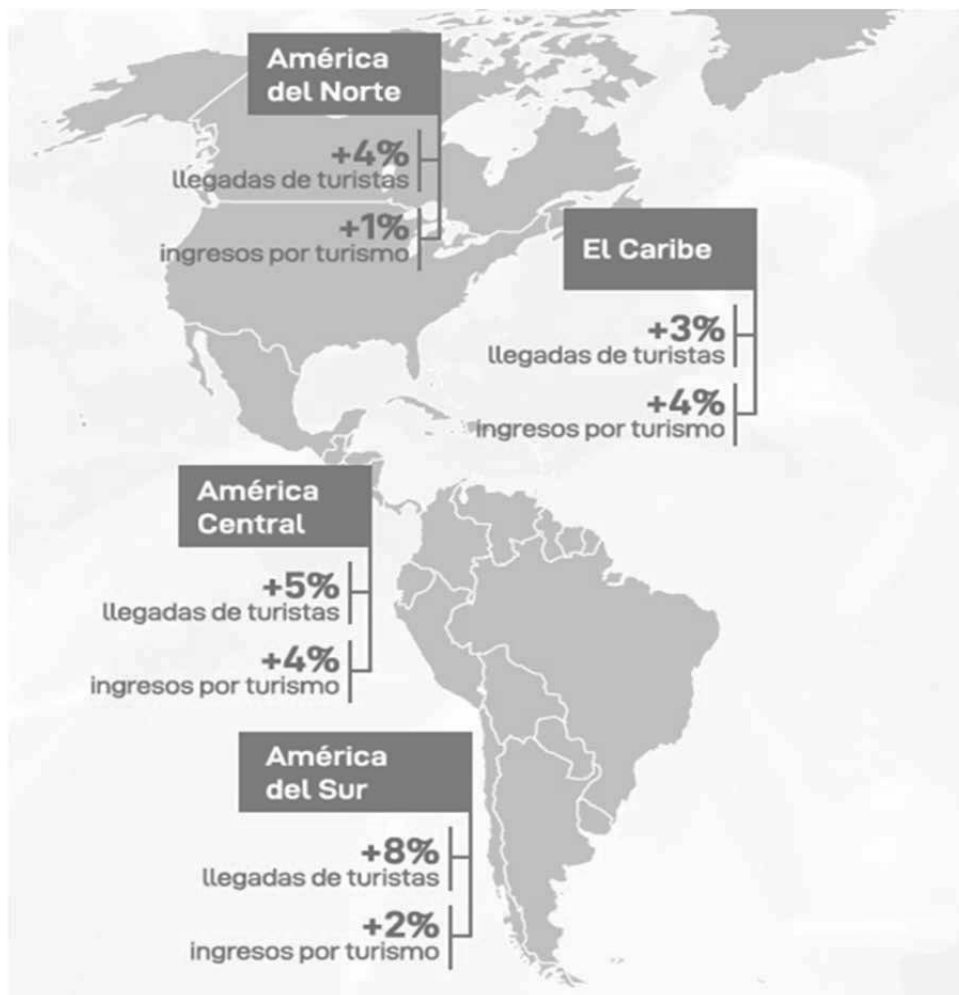 América
del Norte
+4%
llegadas de turistas
+1%
ingresos por turismo
El Caribe
+3%
llegadas de turistas
+4%
ingresos por turismo
América
Central
+5%
llegadas de turistas
+4%
ingresos por turismo
América
del Sur
+8%
llegadas de turistas
+2%
ingresos por turismo